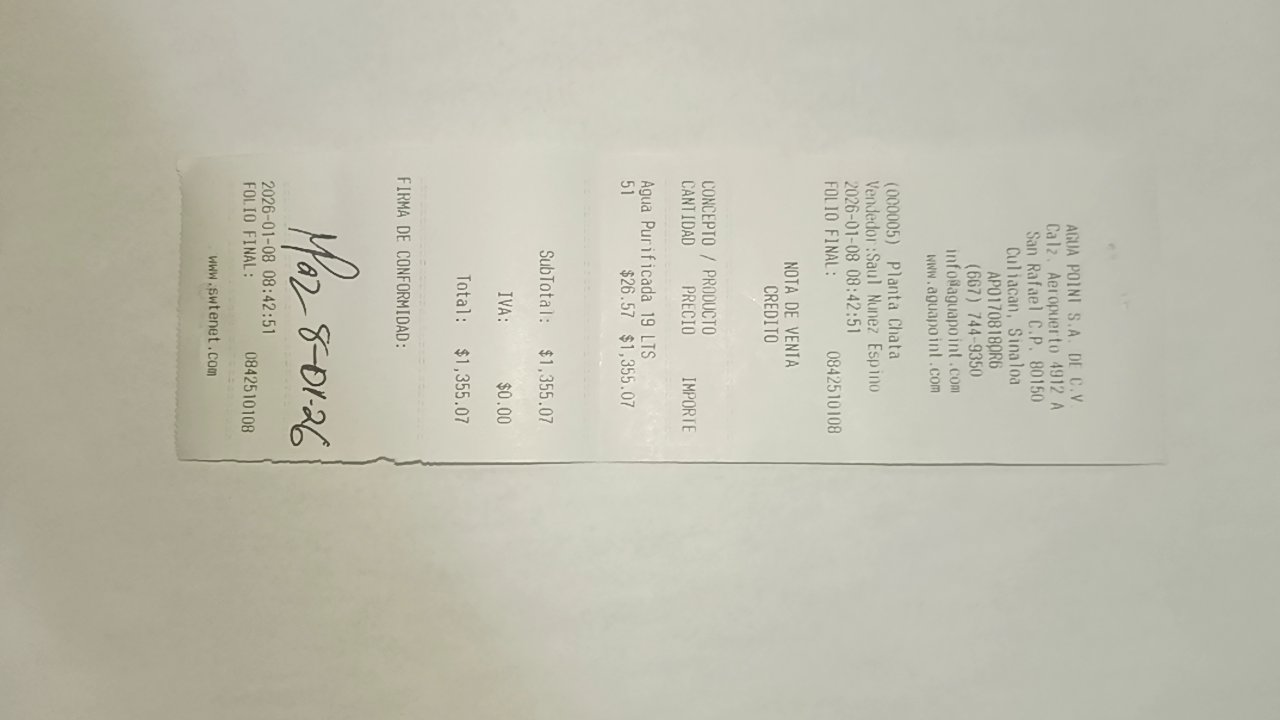 AGUA POINT S.A. DE C.V.
Calz. Aeropuerto 4912 A
San Rafael C.P. 80150
Culiacan, Sinaloa
APO170818QR6
(667) 744-9350
info@aguapoint.com
www.aguapoint.com
(000005) Planta Chata
Vendedor:Saul Nunez Espino
2026-01-08 08:42:51
FOLIO FINAL: 0842510108
NOTA DE VENTA
CREDITO
CONCEPTO / PRODUCTO
CANTIDAD PRECIO IMPORTE
Agua Purificada 19 LTS
51 $26.57 $1,355.07
SubTotal: $1,355.07
IVA: $0.00
Total: $1,355.07
FIRMA DE CONFORMIDAD:
8-01-26
2026-01-08 08:42:51
FOLIO FINAL: 0842510108
www.swtenet.com